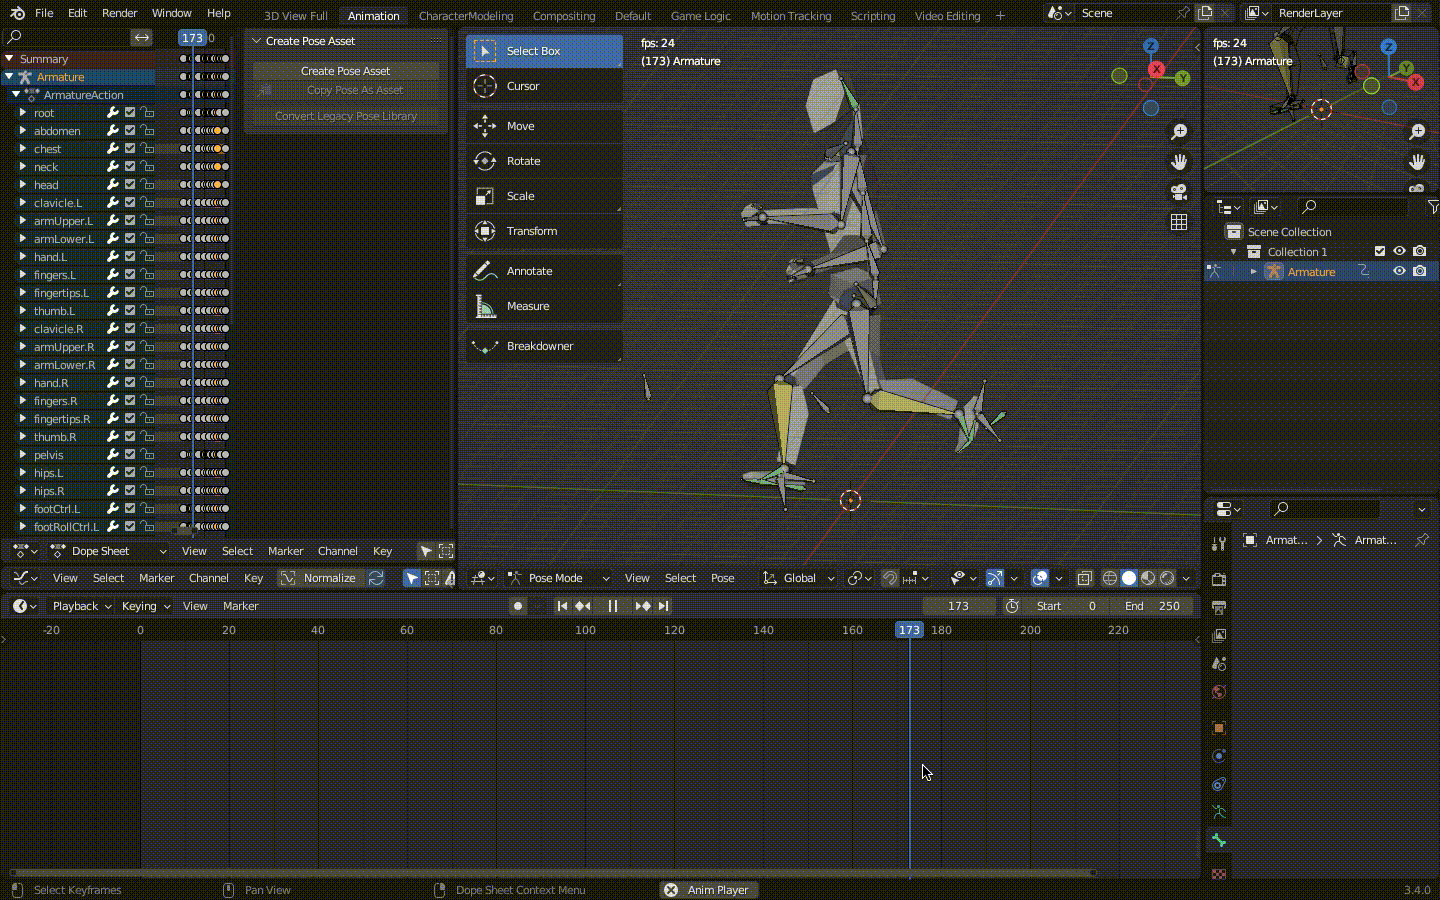 File Edit Render Window Help
3D View Full Animation CharacterModeling Compositing Default Game Logic Motion Tracking Scripting Video Editing +
Scene
RenderLayer
173
Summary
Armature
ArmatureAction
root
abdomen
chest
neck
head
clavicle.L
armUpper.L
armLower.L
hand.L
fingers.L
fingertips.L
thumb.L
clavicle.R
armUpper.R
armLower.R
hand.R
fingers.R
fingertips.R
thumb.R
pelvis
hips.L
hips.R
footCtrl.L
footRollCtrl.L
Create Pose Asset
Create Pose Asset
Copy Pose As Asset
Convert Legacy Pose Library
Select Box
Cursor
Move
Rotate
Scale
Transform
Annotate
Measure
Breakdowner
fps: 24
(173) Armature
Z
X
Y
fps: 24
(173) Armature
Z
Y
X
Scene Collection
Collection 1
Armature
Armat... > Armat...
Dope Sheet View Select Marker Channel Key
View Select Marker Channel Key Normalize
Pose Mode View Select Pose Global
Playback Keying View Marker
173 Start 0 End 250
-20 0 20 40 60 80 100 120 140 160 173 180 200 220
Select Keyframes Pan View Dope Sheet Context Menu Anim Player 3.4.0